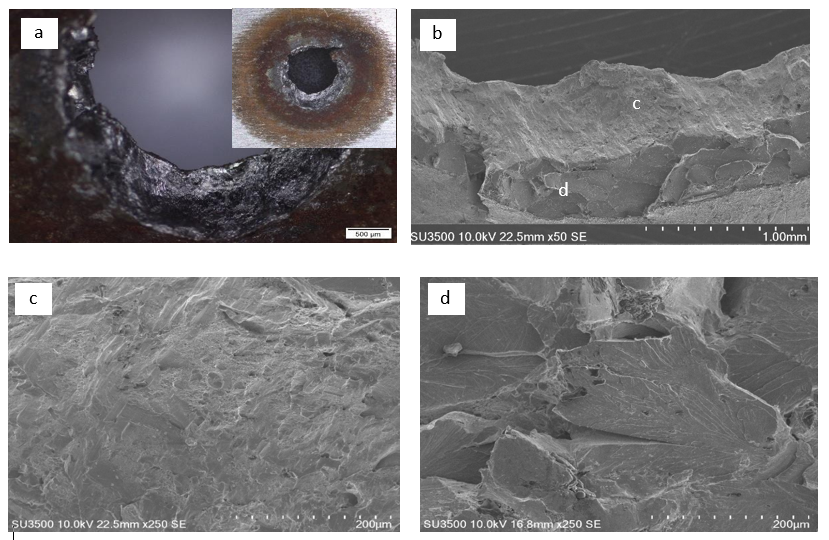 a
500 µm
b
c
d
SU3500 10.0kV 22.5mm x50 SE
1.00mm
c
SU3500 10.0kV 22.5mm x250 SE
200µm
d
SU3500 10.0kV 16.8mm x250 SE
200µm